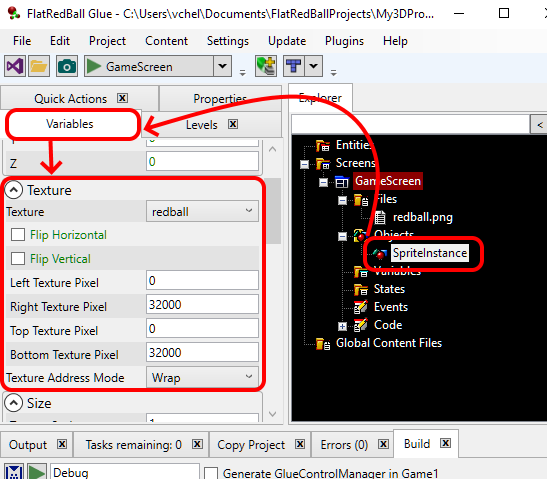 FlatRedBall Glue - C:\Users\vchel\Documents\FlatRedBallProjects\My3DPro...
File Edit Project Content Settings Update Plugins Help
GameScreen
Quick Actions Properties
Variables Levels
Z 0
Texture
Texture redball
Flip Horizontal
Flip Vertical
Left Texture Pixel 0
Right Texture Pixel 32000
Top Texture Pixel 0
Bottom Texture Pixel 32000
Texture Address Mode Wrap
Size
Explorer
<
Entities
Screens
GameScreen
Files
redball.png
Objects
SpriteInstance
Variables
States
Events
Code
Global Content Files
Output Tasks remaining: 0 Copy Project Errors (0) Build
Debug Generate GlueControlManager in Game1